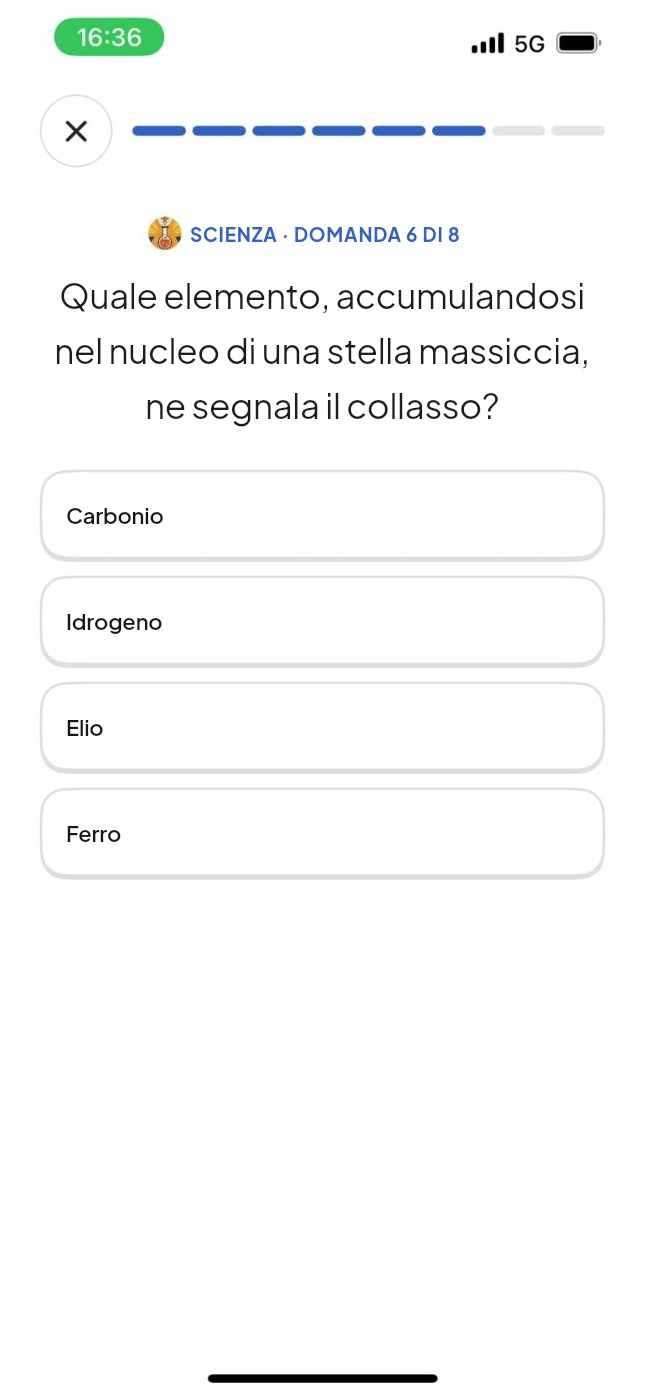 16:36
5G
SCIENZA · DOMANDA 6 DI 8
Quale elemento, accumulandosi
nel nucleo di una stella massiccia,
ne segnala il collasso?
Carbonio
Idrogeno
Elio
Ferro